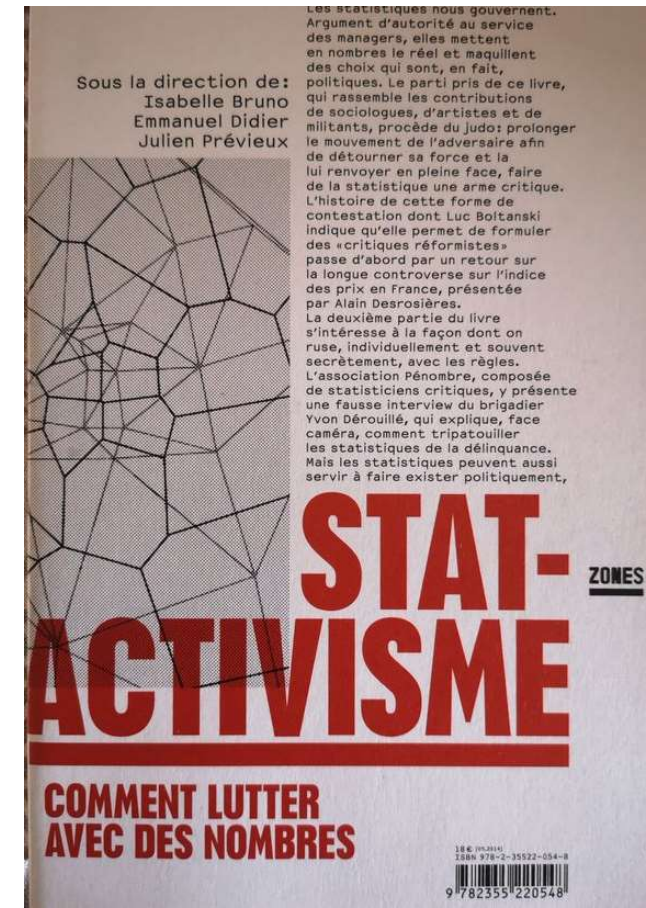 Les statistiques nous gouvernent.
Argument d'autorité au service
des managers, elles mettent
en nombres le réel et maquillent
des choix qui sont, en fait,
politiques. Le parti pris de ce livre,
qui rassemble les contributions
de sociologues, d'artistes et de
militants, procède du judo: prolonger
le mouvement de l'adversaire afin
de détourner sa force et la
lui renvoyer en pleine face, faire
de la statistique une arme critique.
L'histoire de cette forme de
contestation dont Luc Boltanski
indique qu'elle permet de formuler
des «critiques réformistes»
passe d'abord par un retour sur
la longue controverse sur l'indice
des prix en France, présentée
par Alain Desrosières.
La deuxième partie du livre
s'intéresse à la façon dont on
ruse, individuellement et souvent
secrètement, avec les règles.
L'association Pénombre, composée
de statisticiens critiques, y présente
une fausse interview du brigadier
Yvon Dérouillé, qui explique, face
caméra, comment tripatouiller
les statistiques de la délinquance.
Mais les statistiques peuvent aussi
servir à faire exister politiquement,
Sous la direction de:
Isabelle Bruno
Emmanuel Didier
Julien Prévieux
STAT-
ACTIVISME
ZONES
COMMENT LUTTER
AVEC DES NOMBRES
18 € [05.2014]
ISBN 978-2-35522-054-8
9 782355 220548